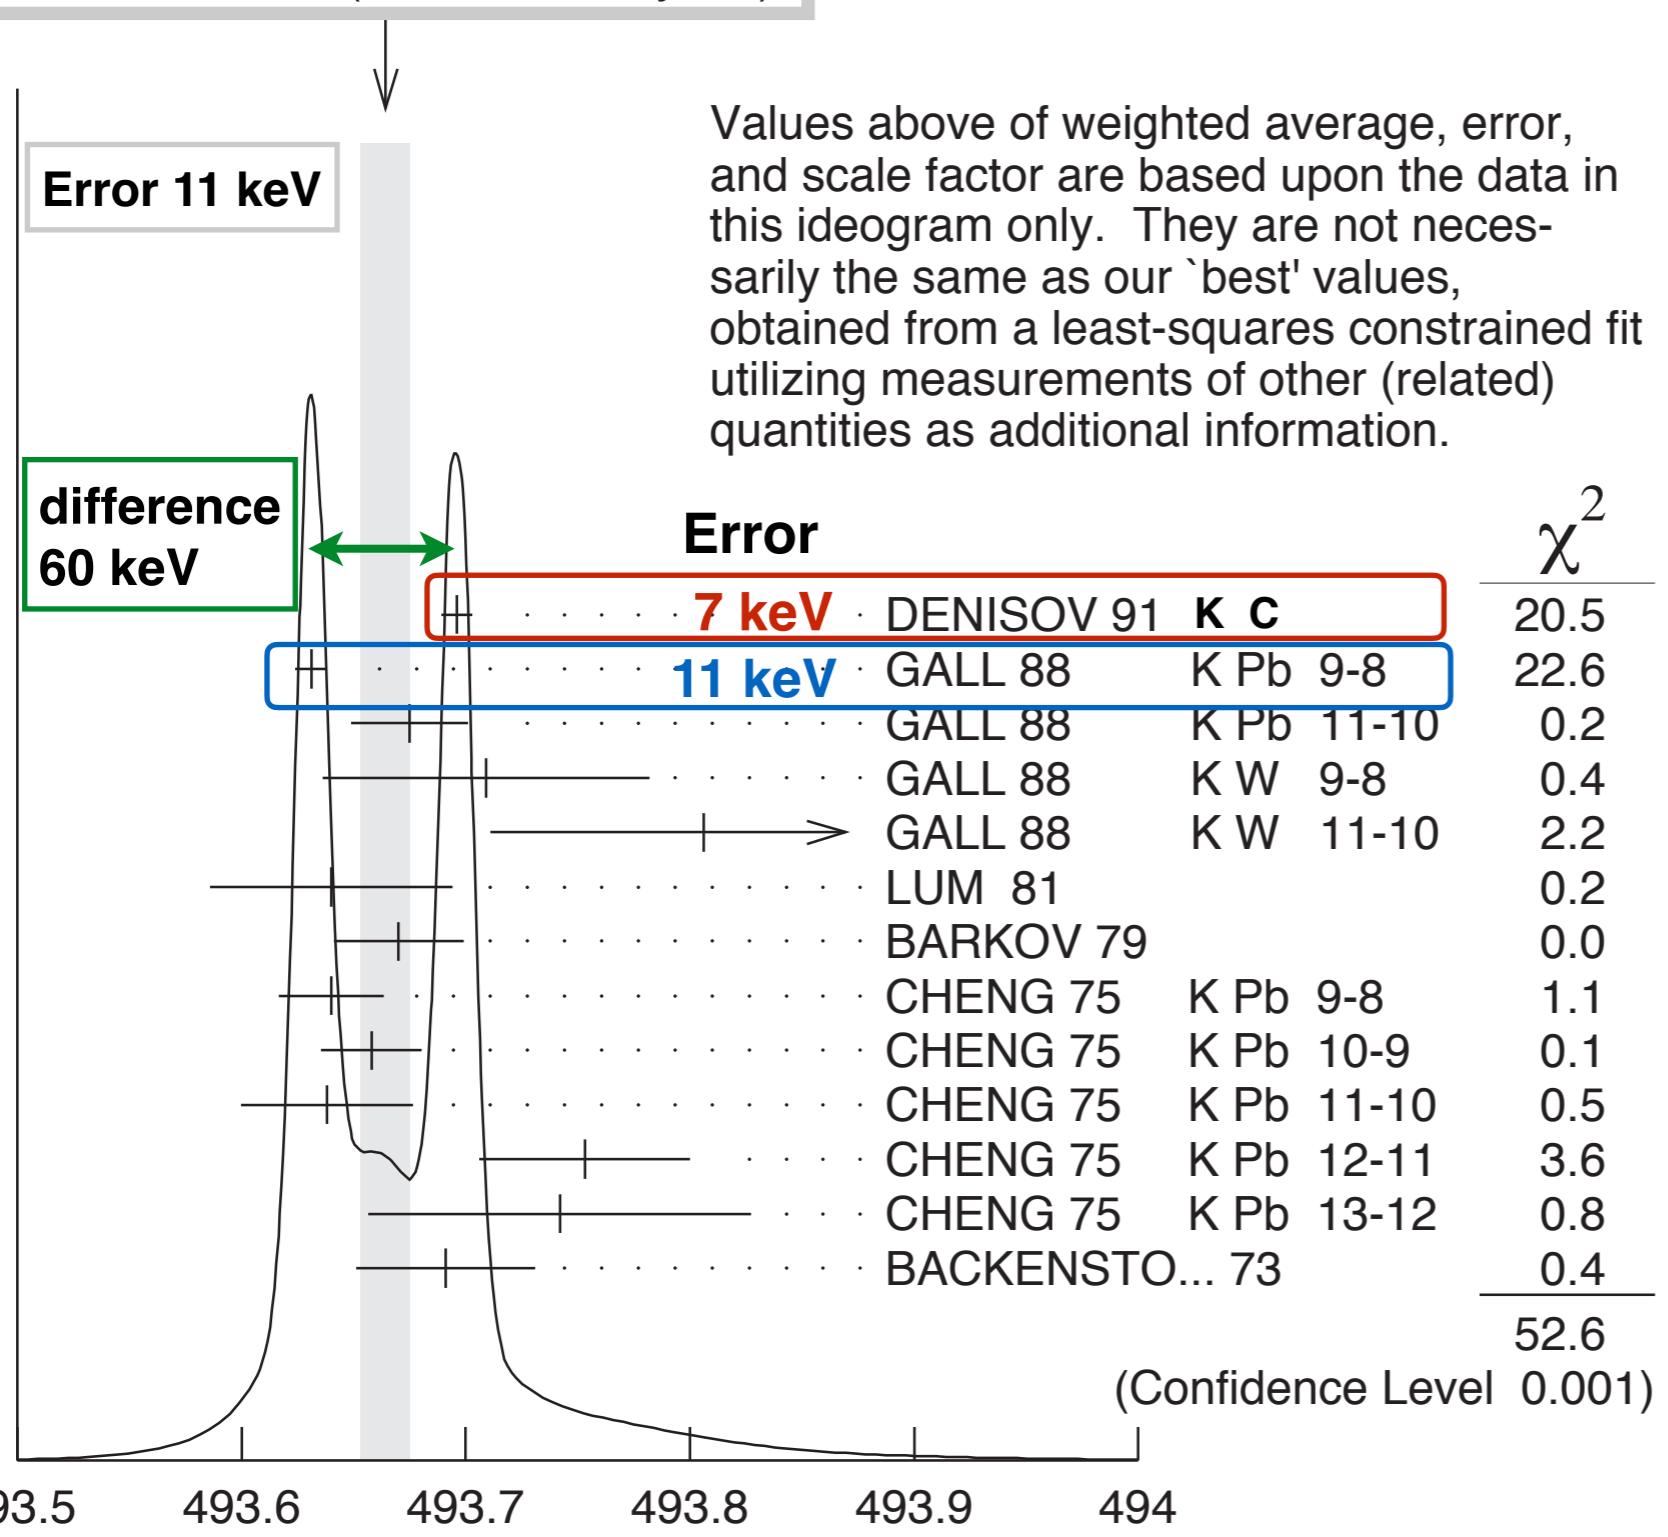 Error 11 keV
Values above of weighted average, error,
and scale factor are based upon the data in
this ideogram only. They are not neces-
sarily the same as our `best' values,
obtained from a least-squares constrained fit
utilizing measurements of other (related)
quantities as additional information.
difference
60 keV
Error
χ2
7 keV DENISOV 91 K C 20.5
11 keV GALL 88 K Pb 9-8 22.6
GALL 88 K Pb 11-10 0.2
GALL 88 K W 9-8 0.4
GALL 88 K W 11-10 2.2
LUM 81 0.2
BARKOV 79 0.0
CHENG 75 K Pb 9-8 1.1
CHENG 75 K Pb 10-9 0.1
CHENG 75 K Pb 11-10 0.5
CHENG 75 K Pb 12-11 3.6
CHENG 75 K Pb 13-12 0.8
BACKENSTO... 73 0.4
52.6
(Confidence Level 0.001)
93.5 493.6 493.7 493.8 493.9 494